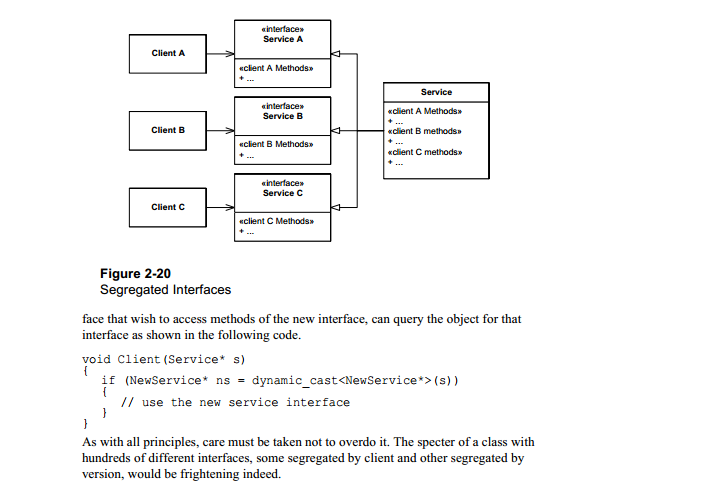 «interface»
Service A
Client A
«client A Methods»
+ ...
«interface»
Service B
Client B
«client B Methods»
+ ...
«interface»
Service C
Client C
«client C Methods»
+ ...
Service
«client A Methods»
+ ...
«client B methods»
+ ...
«client C methods»
+ ...
Figure 2-20
Segregated Interfaces
face that wish to access methods of the new interface, can query the object for that
interface as shown in the following code.
void Client(Service* s)
{
if (NewService* ns = dynamic_cast<NewService*>(s))
{
// use the new service interface
}
}
As with all principles, care must be taken not to overdo it. The specter of a class with
hundreds of different interfaces, some segregated by client and other segregated by
version, would be frightening indeed.